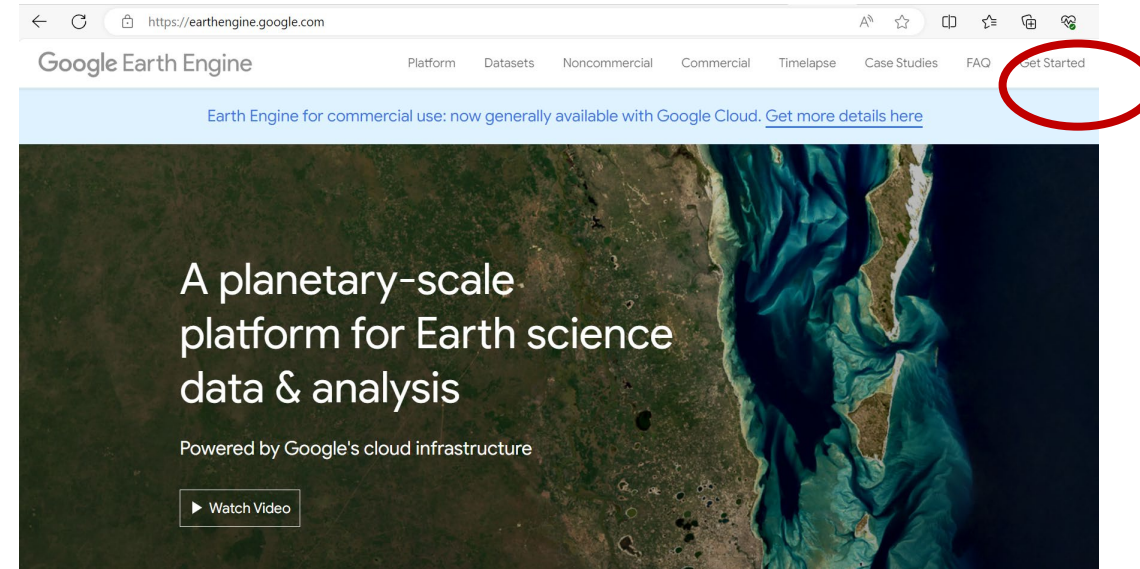 https://earthengine.google.com
Google Earth Engine Platform Datasets Noncommercial Commercial Timelapse Case Studies FAQ Get Started
Earth Engine for commercial use: now generally available with Google Cloud. Get more details here
A planetary-scale
platform for Earth science
data & analysis
Powered by Google's cloud infrastructure
Watch Video